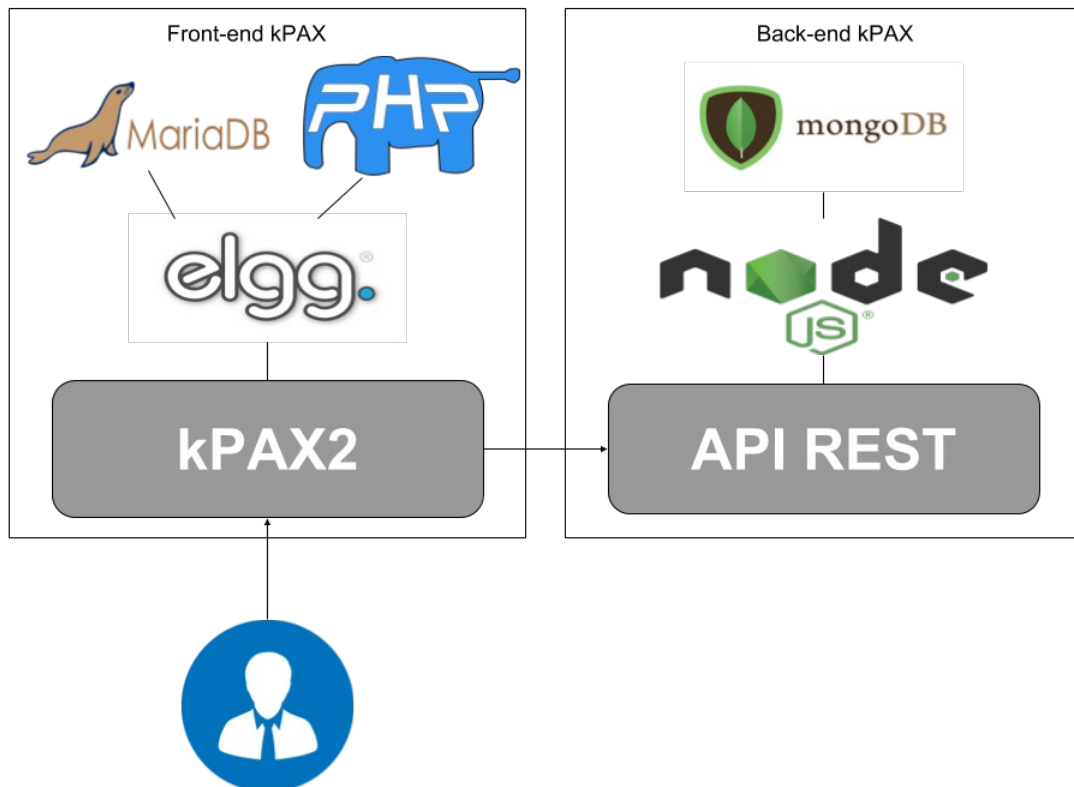 Front-end kPAX
MariaDB
PHP
elgg.®
kPAX2
Back-end kPAX
mongoDB
node
JS®
API REST